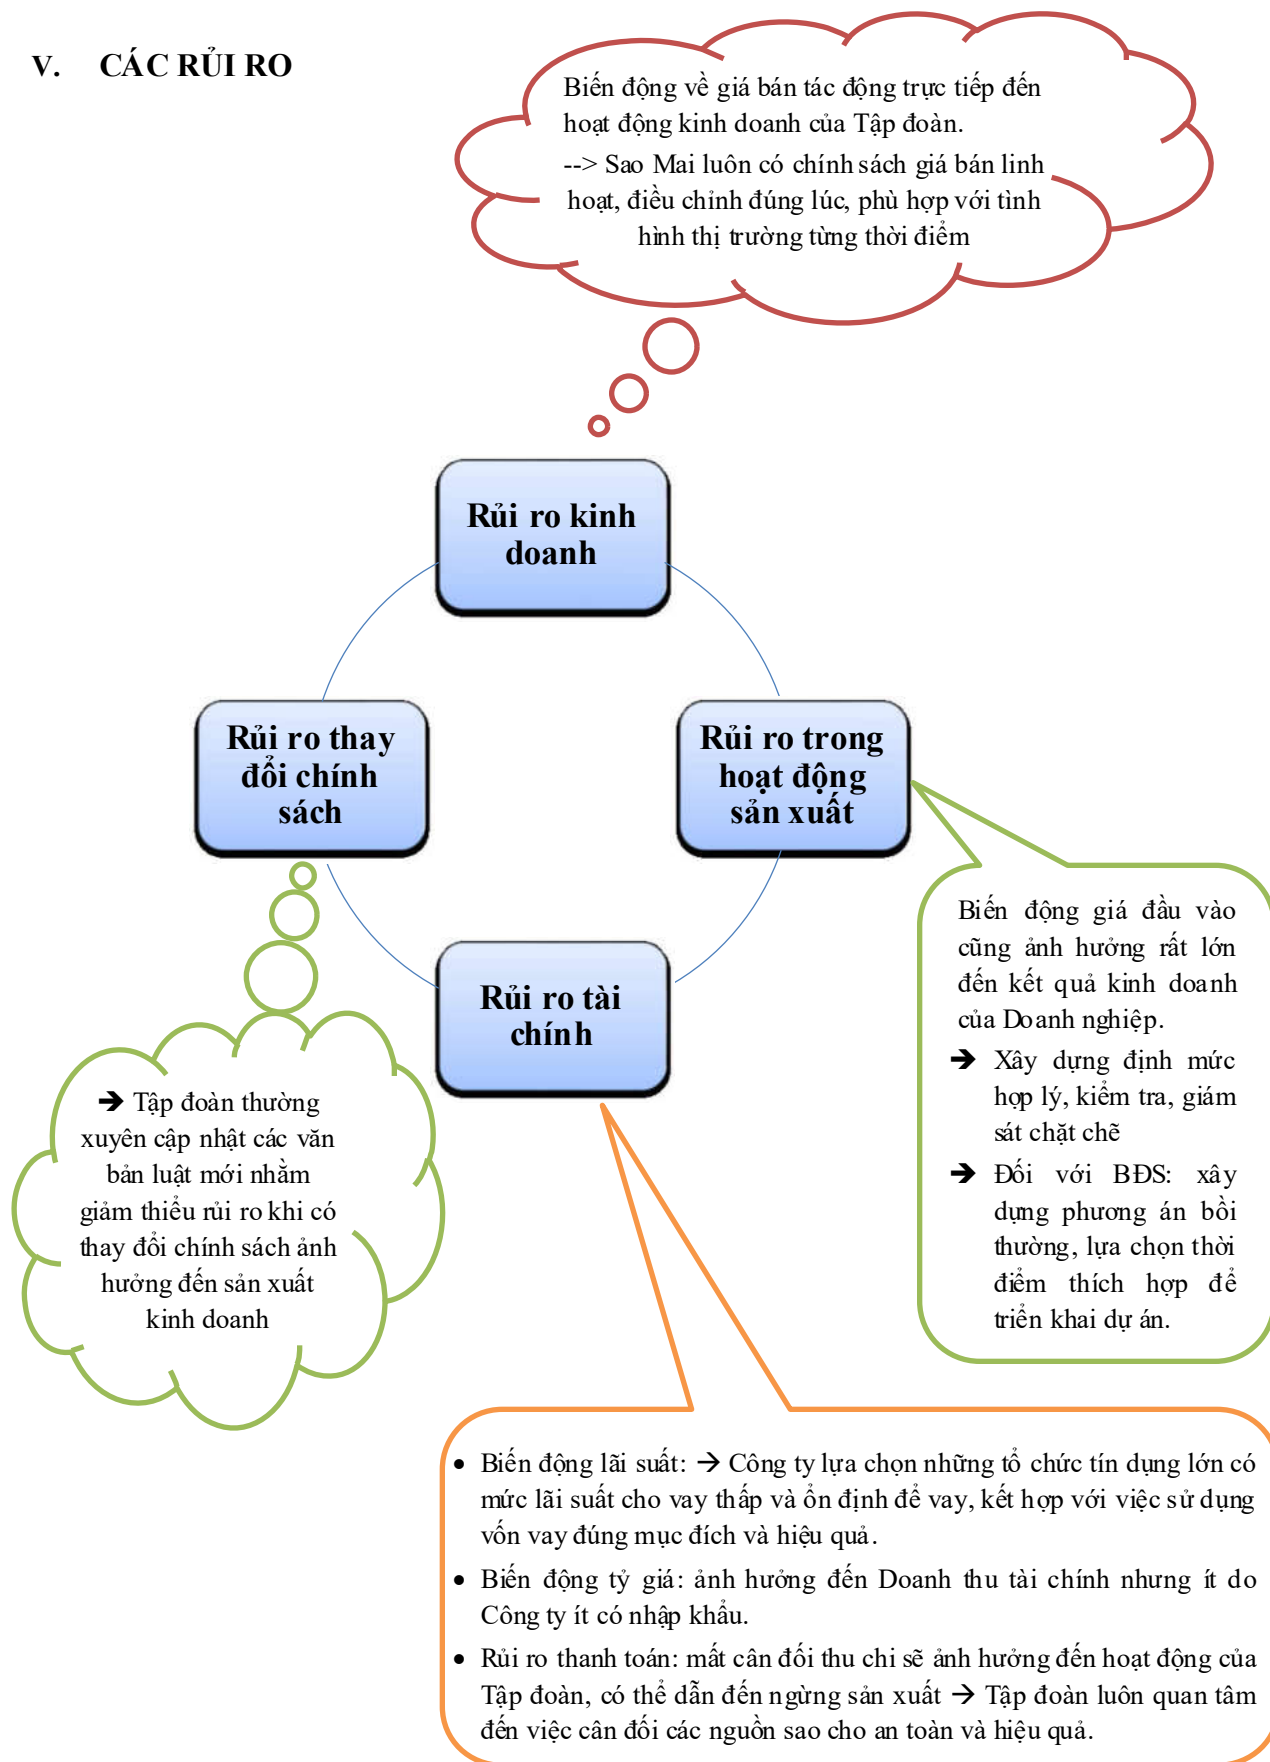 V. CÁC RỦI RO
Biến động về giá bán tác động trực tiếp đến
hoạt động kinh doanh của Tập đoàn.
--> Sao Mai luôn có chính sách giá bán linh
hoạt, điều chỉnh đúng lúc, phù hợp với tình
hình thị trường từng thời điểm
Rủi ro kinh
doanh
Rủi ro thay
đổi chính
sách
Rủi ro trong
hoạt động
sản xuất
Rủi ro tài
chính
Biến động giá đầu vào
cũng ảnh hưởng rất lớn
đến kết quả kinh doanh
của Doanh nghiệp.
➔ Xây dựng định mức
hợp lý, kiểm tra, giám
sát chặt chẽ
➔ Đối với BĐS: xây
dựng phương án bồi
thường, lựa chọn thời
điểm thích hợp để
triển khai dự án.
➔ Tập đoàn thường
xuyên cập nhật các văn
bản luật mới nhằm
giảm thiểu rủi ro khi có
thay đổi chính sách ảnh
hưởng đến sản xuất
kinh doanh
• Biến động lãi suất: → Công ty lựa chọn những tổ chức tín dụng lớn có
mức lãi suất cho vay thấp và ổn định để vay, kết hợp với việc sử dụng
vốn vay đúng mục đích và hiệu quả.
• Biến động tỷ giá: ảnh hưởng đến Doanh thu tài chính nhưng ít do
Công ty ít có nhập khẩu.
• Rủi ro thanh toán: mất cân đối thu chi sẽ ảnh hưởng đến hoạt động của
Tập đoàn, có thể dẫn đến ngừng sản xuất → Tập đoàn luôn quan tâm
đến việc cân đối các nguồn sao cho an toàn và hiệu quả.